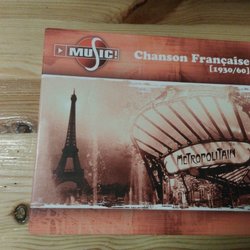 MUSIC!
Chanson Française
[1930/60]
METROPOLITAIN